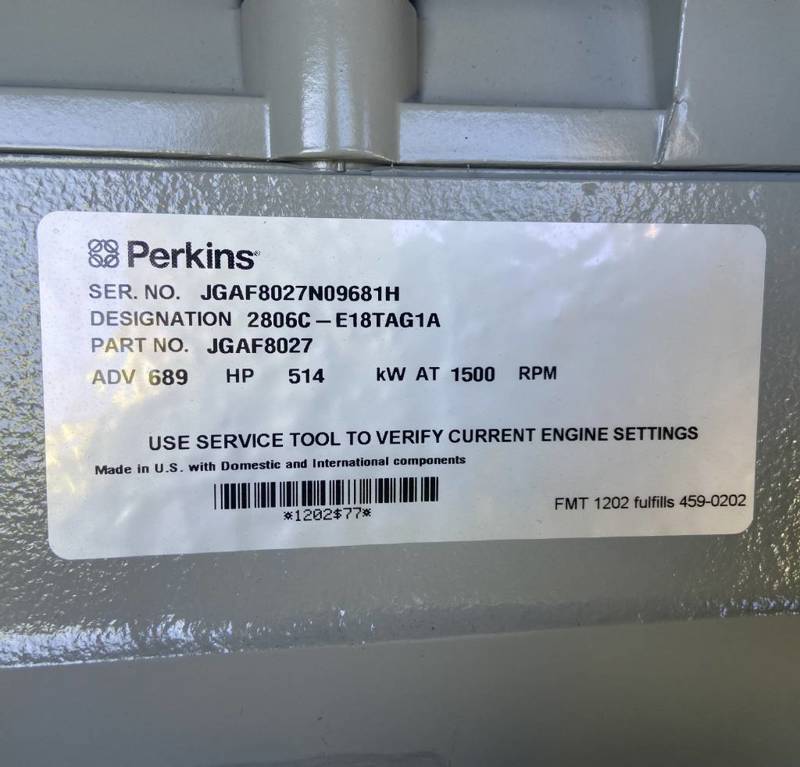 Perkins®
SER. NO. JGAF8027N09681H
DESIGNATION 2806C-E18TAG1A
PART NO. JGAF8027
ADV 689 HP 514 kW AT 1500 RPM
USE SERVICE TOOL TO VERIFY CURRENT ENGINE SETTINGS
Made in U.S. with Domestic and International components
*1202$77*
FMT 1202 fulfills 459-0202